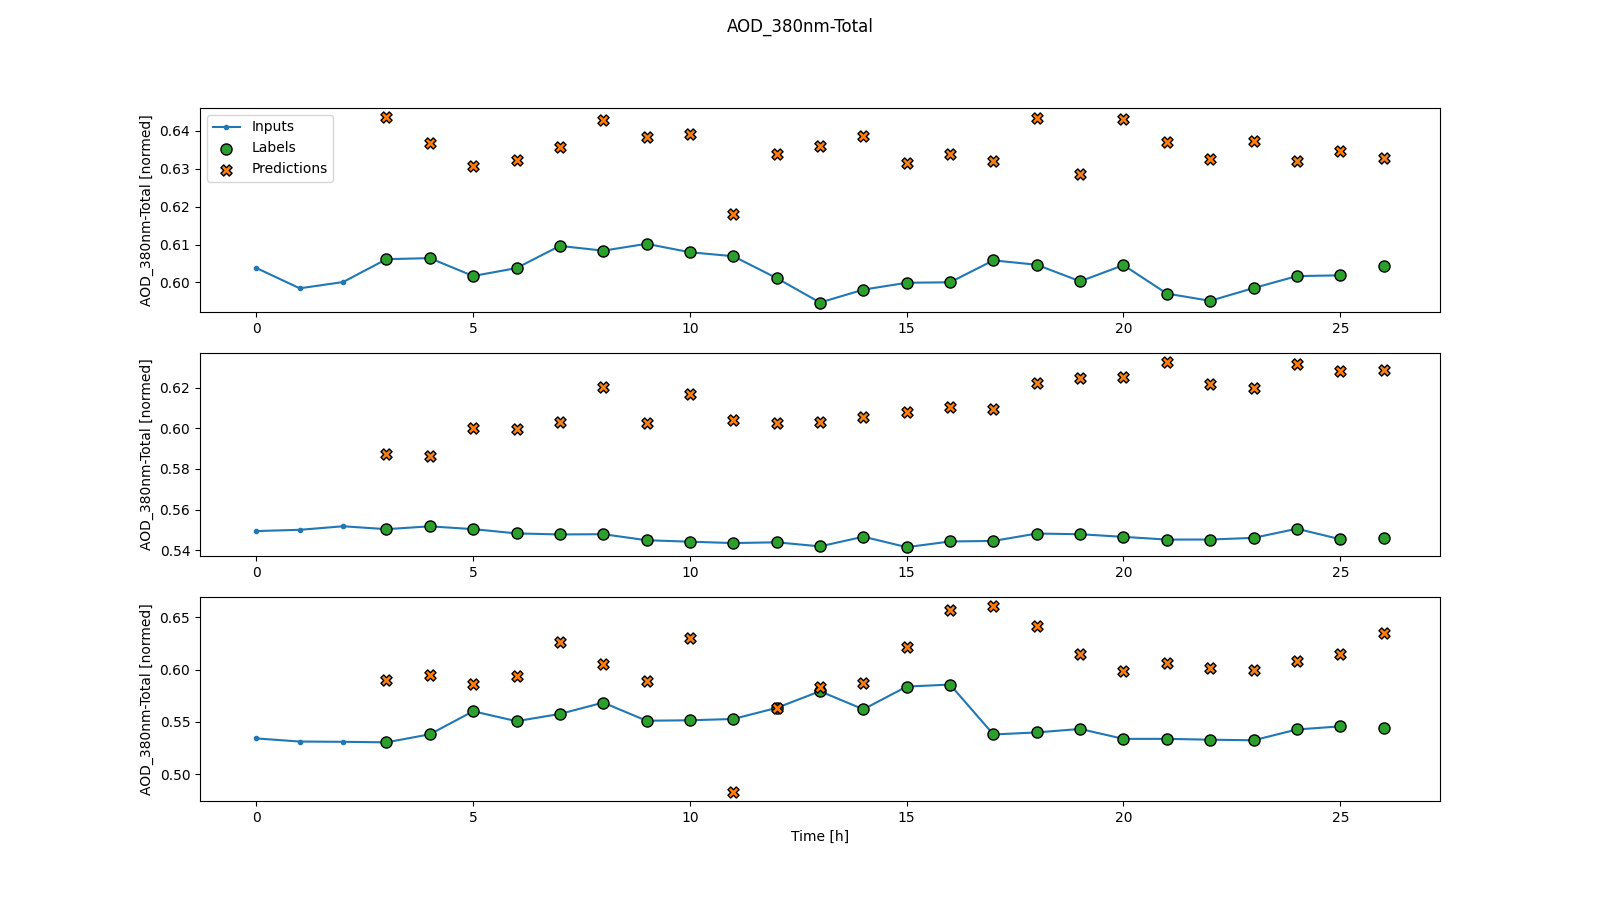 AOD_380nm-Total
AOD_380nm-Total [normed]
0.64
0.63
0.62
0.61
0.60
Inputs
Labels
Predictions
0 5 10 15 20 25
AOD_380nm-Total [normed]
0.62
0.60
0.58
0.56
0.54
0 5 10 15 20 25
AOD_380nm-Total [normed]
0.65
0.60
0.55
0.50
0 5 10 15 20 25
Time [h]